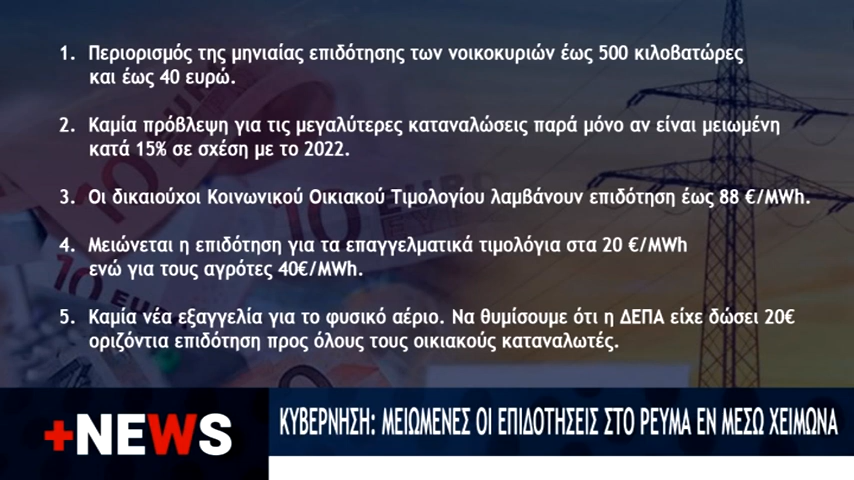 1. Περιορισμός της μηνιαίας επιδότησης των νοικοκυριών έως 500 κιλοβατώρες
και έως 40 ευρώ.
2. Καμία πρόβλεψη για τις μεγαλύτερες καταναλώσεις παρά μόνο αν είναι μειωμένη
κατά 15% σε σχέση με το 2022.
3. Οι δικαιούχοι Κοινωνικού Οικιακού Τιμολογίου λαμβάνουν επιδότηση έως 88 €/MWh.
4. Μειώνεται η επιδότηση για τα επαγγελματικά τιμολόγια στα 20 €/MWh
ενώ για τους αγρότες 40€/MWh.
5. Καμία νέα εξαγγελία για το φυσικό αέριο. Να θυμίσουμε ότι η ΔΕΠΑ είχε δώσει 20€
οριζόντια επιδότηση προς όλους τους οικιακούς καταναλωτές.
+NEWS
ΚΥΒΕΡΝΗΣΗ: ΜΕΙΩΜΕΝΕΣ ΟΙ ΕΠΙΔΟΤΗΣΕΙΣ ΣΤΟ ΡΕΥΜΑ ΕΝ ΜΕΣΩ ΧΕΙΜΩΝΑ